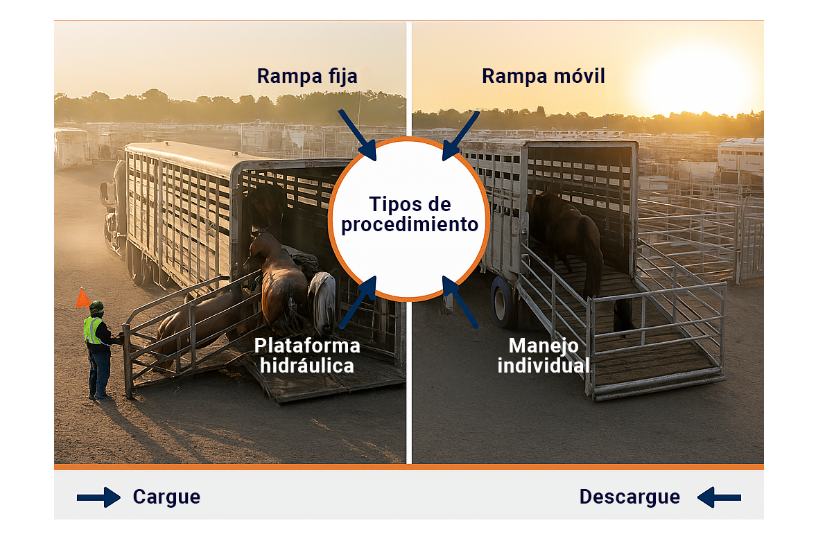 Rampa fija
Rampa móvil
Tipos de
procedimiento
Plataforma
hidráulica
Manejo
individual
Cargue
Descargue